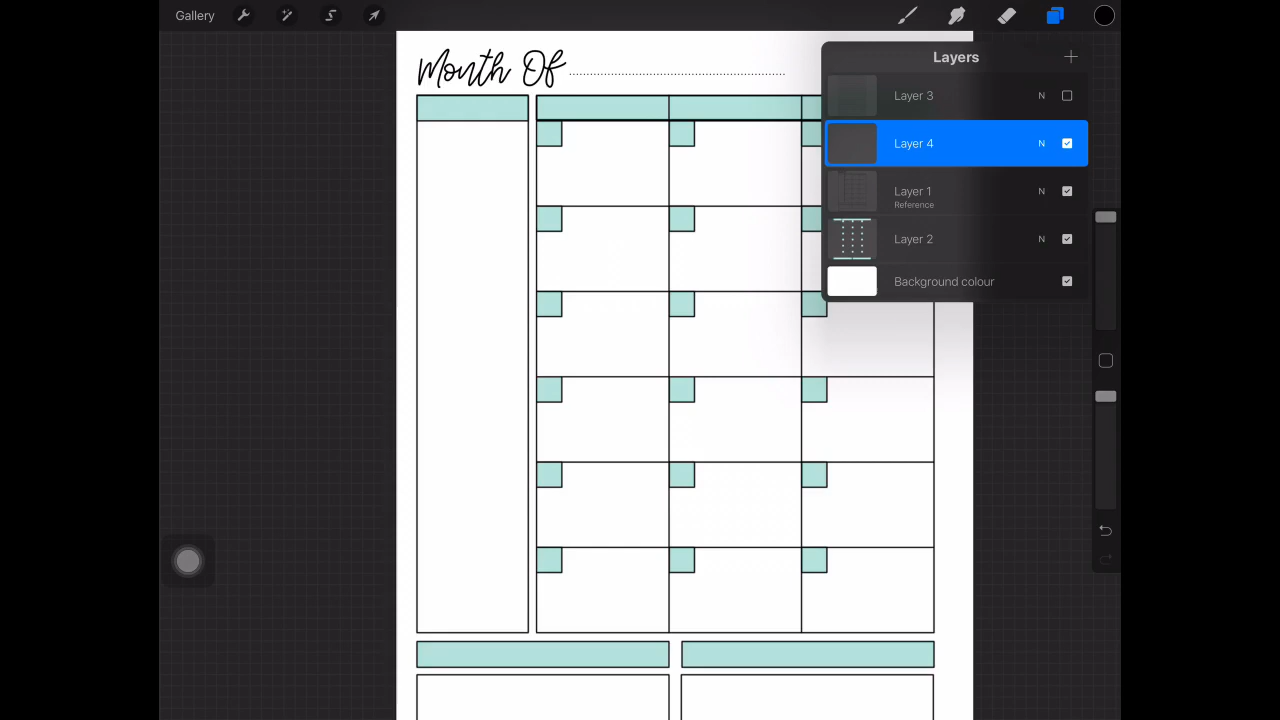 Gallery
Month Of
Layers
Layer 3 N
Layer 4 N
Layer 1 N
Reference
Layer 2 N
Background colour